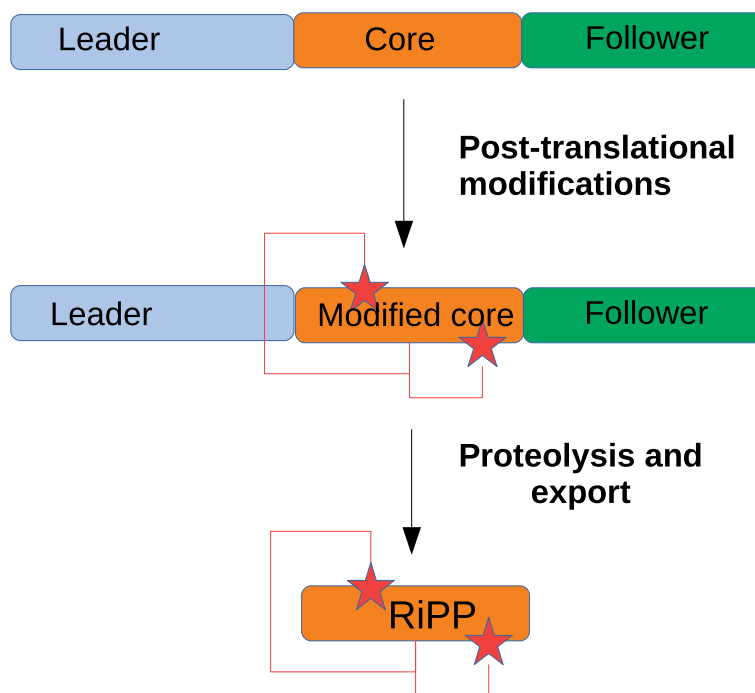 Leader Core Follower
Post-translational
modifications
Leader Modified core Follower
Proteolysis and
export
RiPP